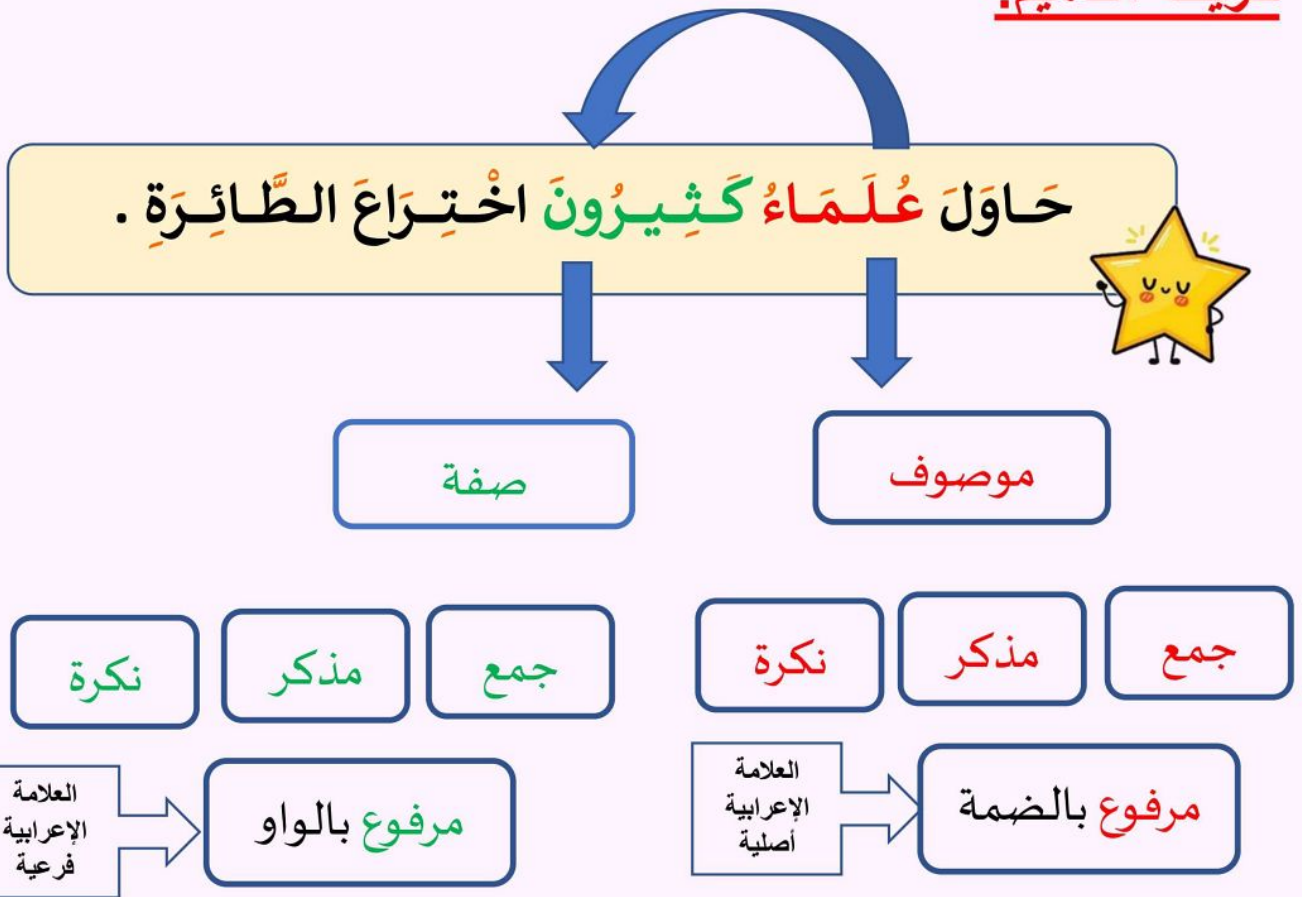 حَاوَلَ عُلَمَاءُ كَثِيرُونَ اخْتِرَاعَ الطَّائِرَةِ .
موصوف
صفة
جمع
مذكر
نكرة
جمع
مذكر
نكرة
مرفوع بالضمة
العلامة
الإعرابية
أصلية
مرفوع بالواو
العلامة
الإعرابية
فرعية